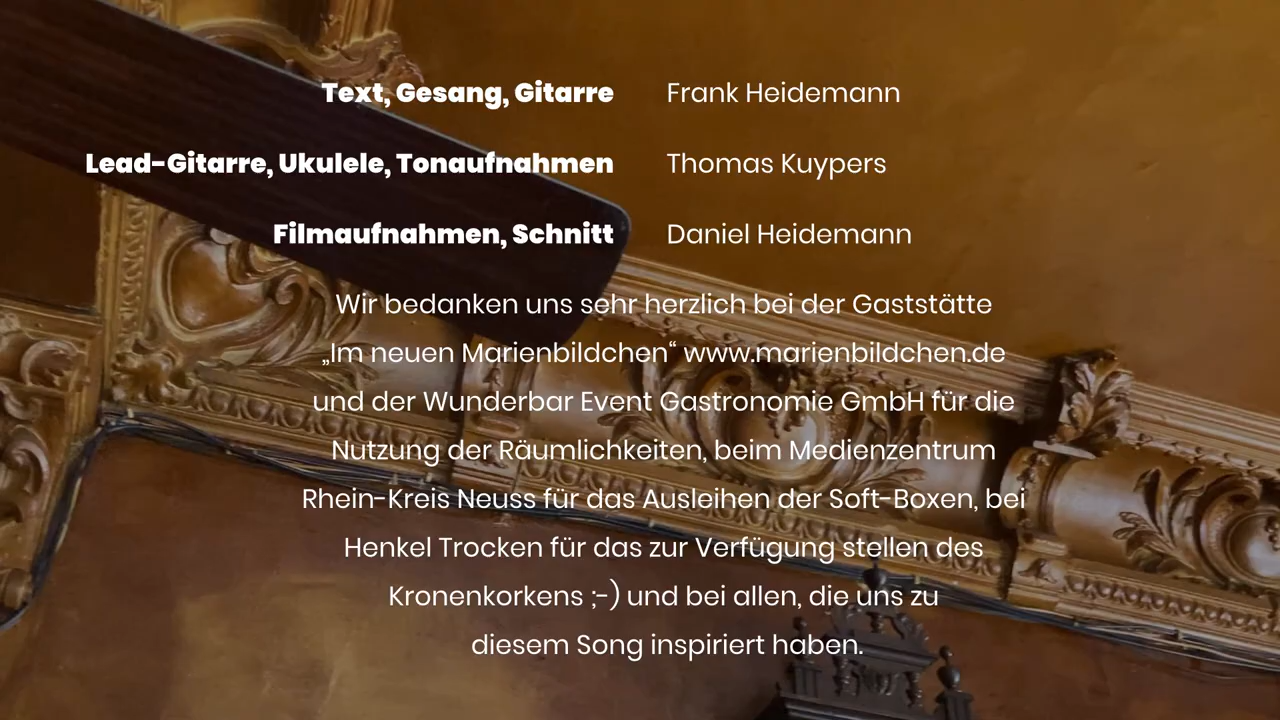 Text, Gesang, Gitarre Frank Heidemann
Lead-Gitarre, Ukulele, Tonaufnahmen Thomas Kuypers
Filmaufnahmen, Schnitt Daniel Heidemann
Wir bedanken uns sehr herzlich bei der Gaststätte
„Im neuen Marienbildchen“ www.marienbildchen.de
und der Wunderbar Event Gastronomie GmbH für die
Nutzung der Räumlichkeiten, beim Medienzentrum
Rhein-Kreis Neuss für das Ausleihen der Soft-Boxen, bei
Henkel Trocken für das zur Verfügung stellen des
Kronenkorkens ;-) und bei allen, die uns zu
diesem Song inspiriert haben.